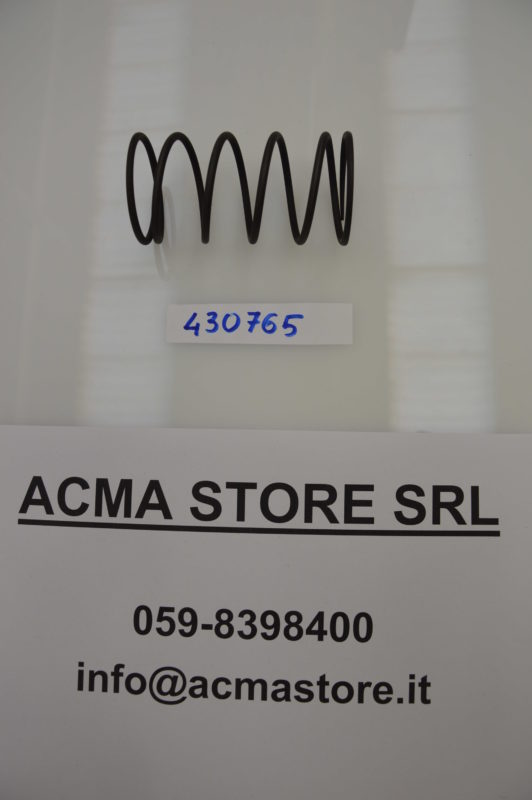 430765
ACMA STORE SRL
059-8398400
info@acmastore.it